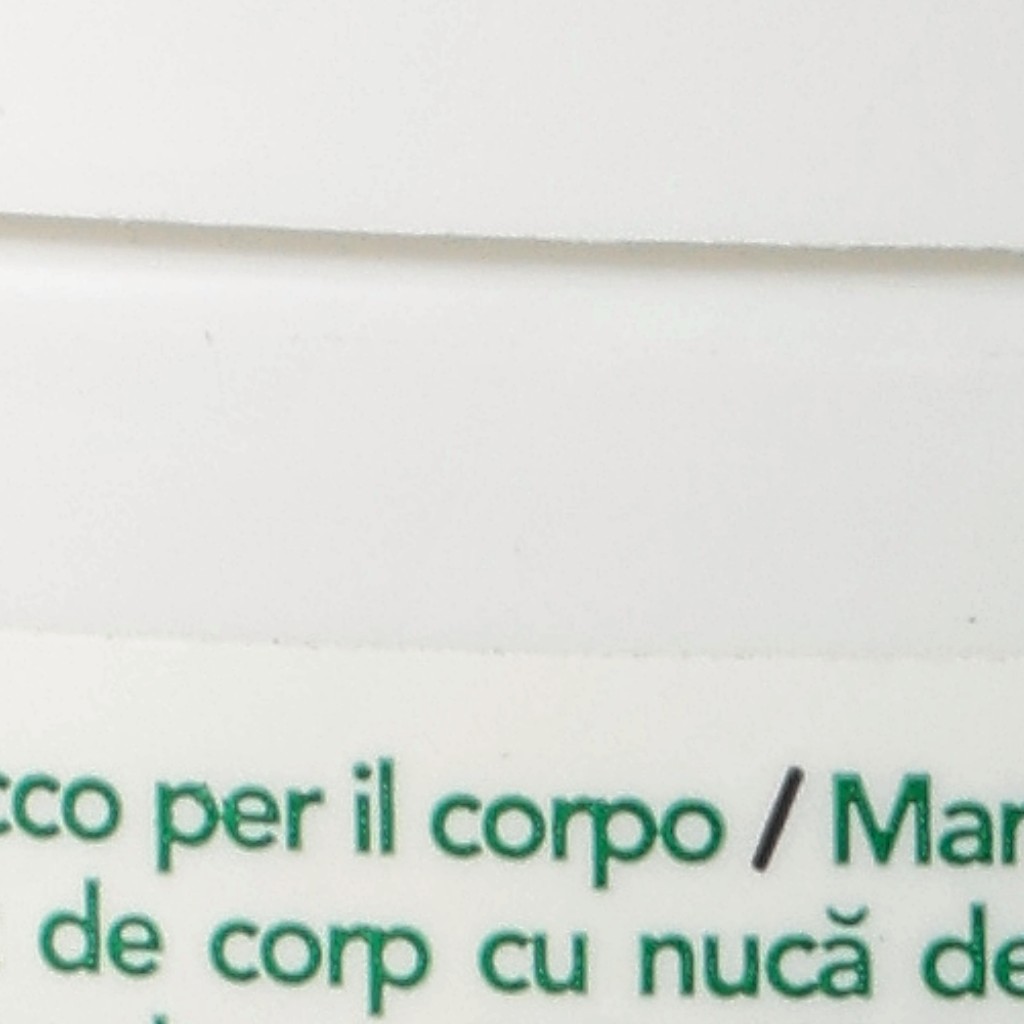 cco per il corpo / Mar
de corp cu nucă de